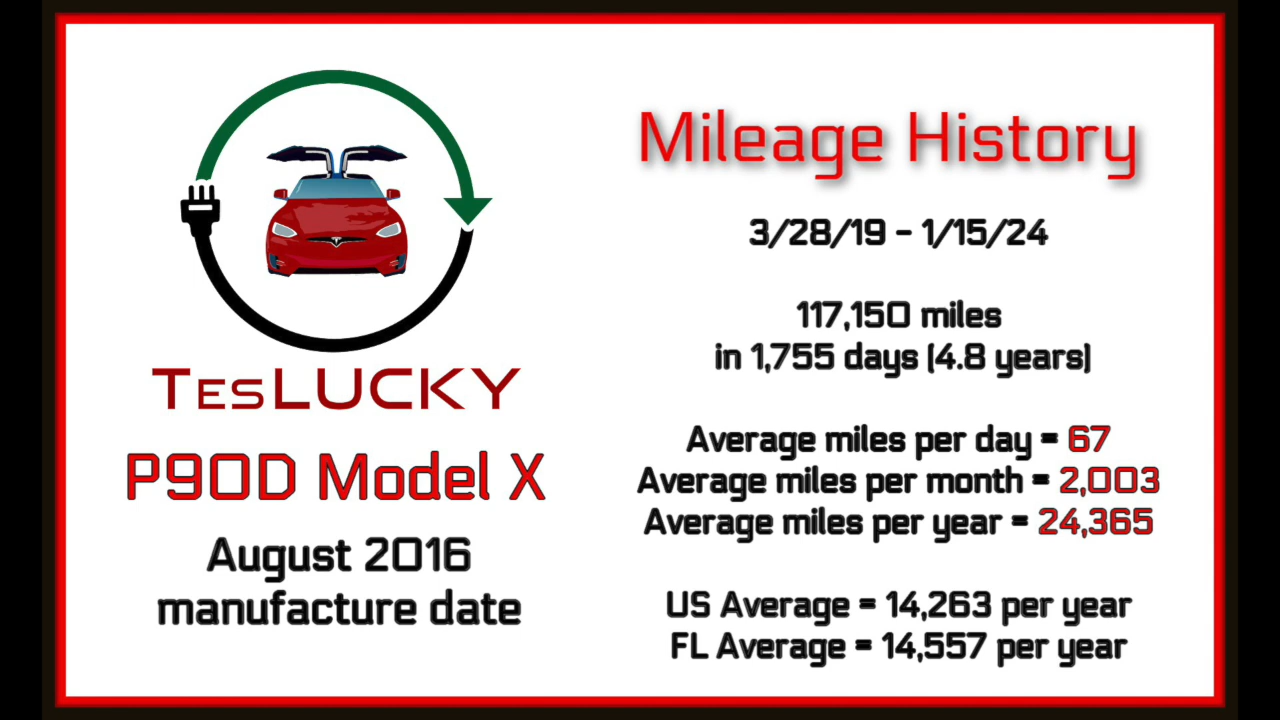 TESLUCKY
P90D Model X
August 2016
manufacture date
Mileage History
3/28/19 - 1/15/24
117,150 miles
in 1,755 days (4.8 years)
Average miles per day = 67
Average miles per month = 2,003
Average miles per year = 24,365
US Average = 14,263 per year
FL Average = 14,557 per year